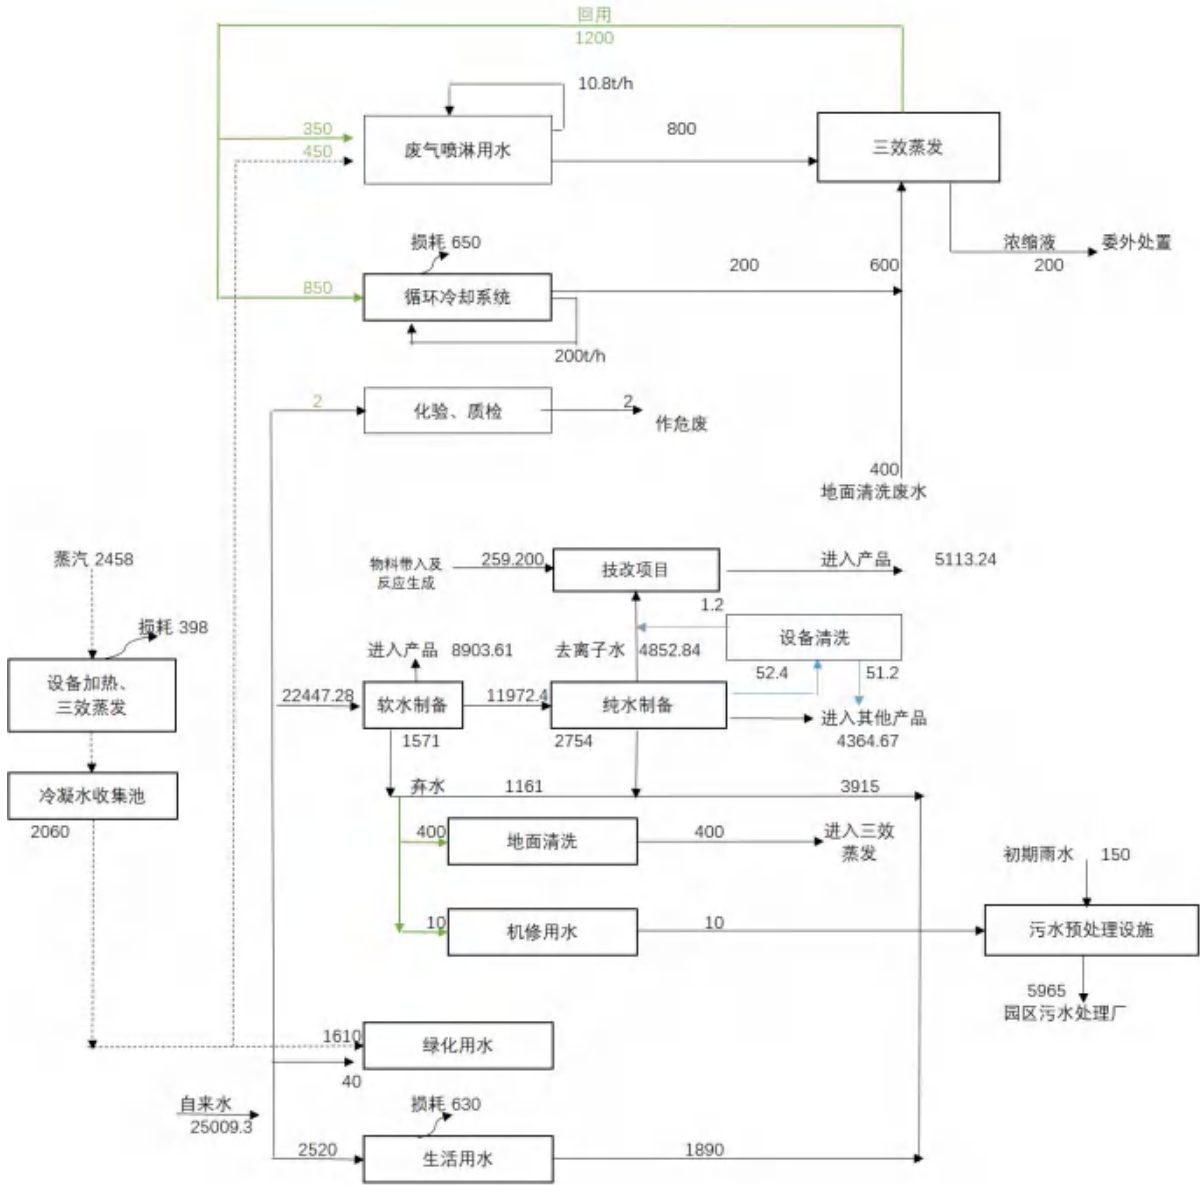 回用
1200
10.8t/h
350
450
废气喷淋用水
800
三效蒸发
损耗 650
浓缩液
委外处置
200
200
600
850
循环冷却系统
200t/h
2
化验、质检
2
作危废
400
地面清洗废水
蒸汽 2458
物料带入及
反应生成
259.200
技改项目
进入产品
5113.24
1.2
损耗 398
设备清洗
进入产品 8903.61
去离子水 4852.84
52.4
51.2
设备加热、
三效蒸发
22447.28
软水制备
11972.4
纯水制备
进入其他产品
4364.67
1571
2754
冷凝水收集池
弃水
1161
3915
2060
400
地面清洗
400
进入三效
蒸发
初期雨水
150
10
机修用水
10
污水预处理设施
5965
园区污水处理厂
1610
绿化用水
40
自来水
25009.3
损耗 630
2520
生活用水
1890